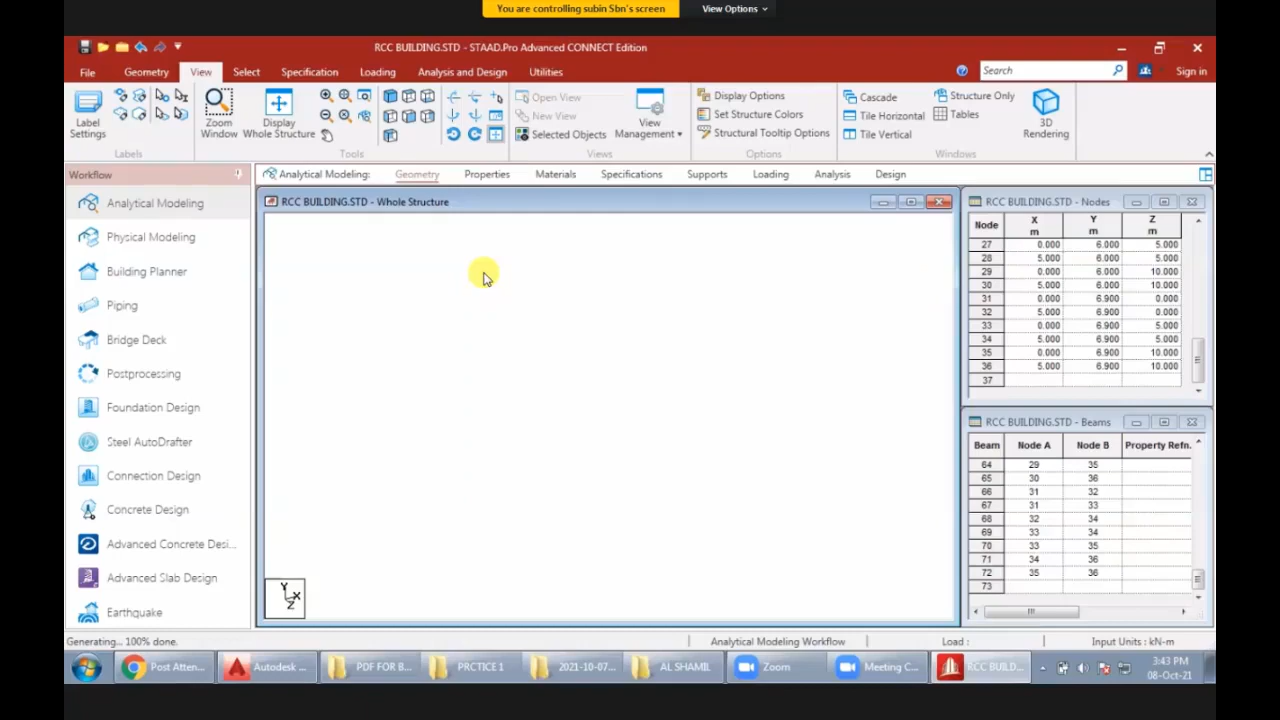 You are controlling subin Sbn's screen
View Options
RCC BUILDING.STD - STAAD.Pro Advanced CONNECT Edition
File Geometry View Select Specification Loading Analysis and Design Utilities
Search
Sign in
Label Settings
Labels
Zoom Window
Display Whole Structure
Tools
Open View
New View
Selected Objects
View Management
Views
Display Options
Set Structure Colors
Structural Tooltip Options
Options
Cascade
Tile Horizontal
Tile Vertical
Structure Only
Tables
Windows
3D Rendering
Workflow
Analytical Modeling
Physical Modeling
Building Planner
Piping
Bridge Deck
Postprocessing
Foundation Design
Steel AutoDrafter
Connection Design
Concrete Design
Advanced Concrete Desi...
Advanced Slab Design
Earthquake
Analytical Modeling: Geometry Properties Materials Specifications Supports Loading Analysis Design
RCC BUILDING.STD - Whole Structure
Y
X
Z
RCC BUILDING.STD - Nodes
Node X m Y m Z m
27 0.000 6.000 5.000
28 5.000 6.000 5.000
29 0.000 6.000 10.000
30 5.000 6.000 10.000
31 0.000 6.900 0.000
32 5.000 6.900 0.000
33 0.000 6.900 5.000
34 5.000 6.900 5.000
35 0.000 6.900 10.000
36 5.000 6.900 10.000
37
RCC BUILDING.STD - Beams
Beam Node A Node B Property Refn.
64 29 35
65 30 36
66 31 32
67 31 33
68 32 34
69 33 34
70 33 35
71 34 36
72 35 36
73
Generating... 100% done.
Analytical Modeling Workflow
Load :
Input Units : kN-m
Post Atten...
Autodesk ...
PDF FOR B...
PRCTICE 1
2021-10-07...
AL SHAMIL
Zoom
Meeting C...
RCC BUILD...
3:43 PM
08-Oct-21